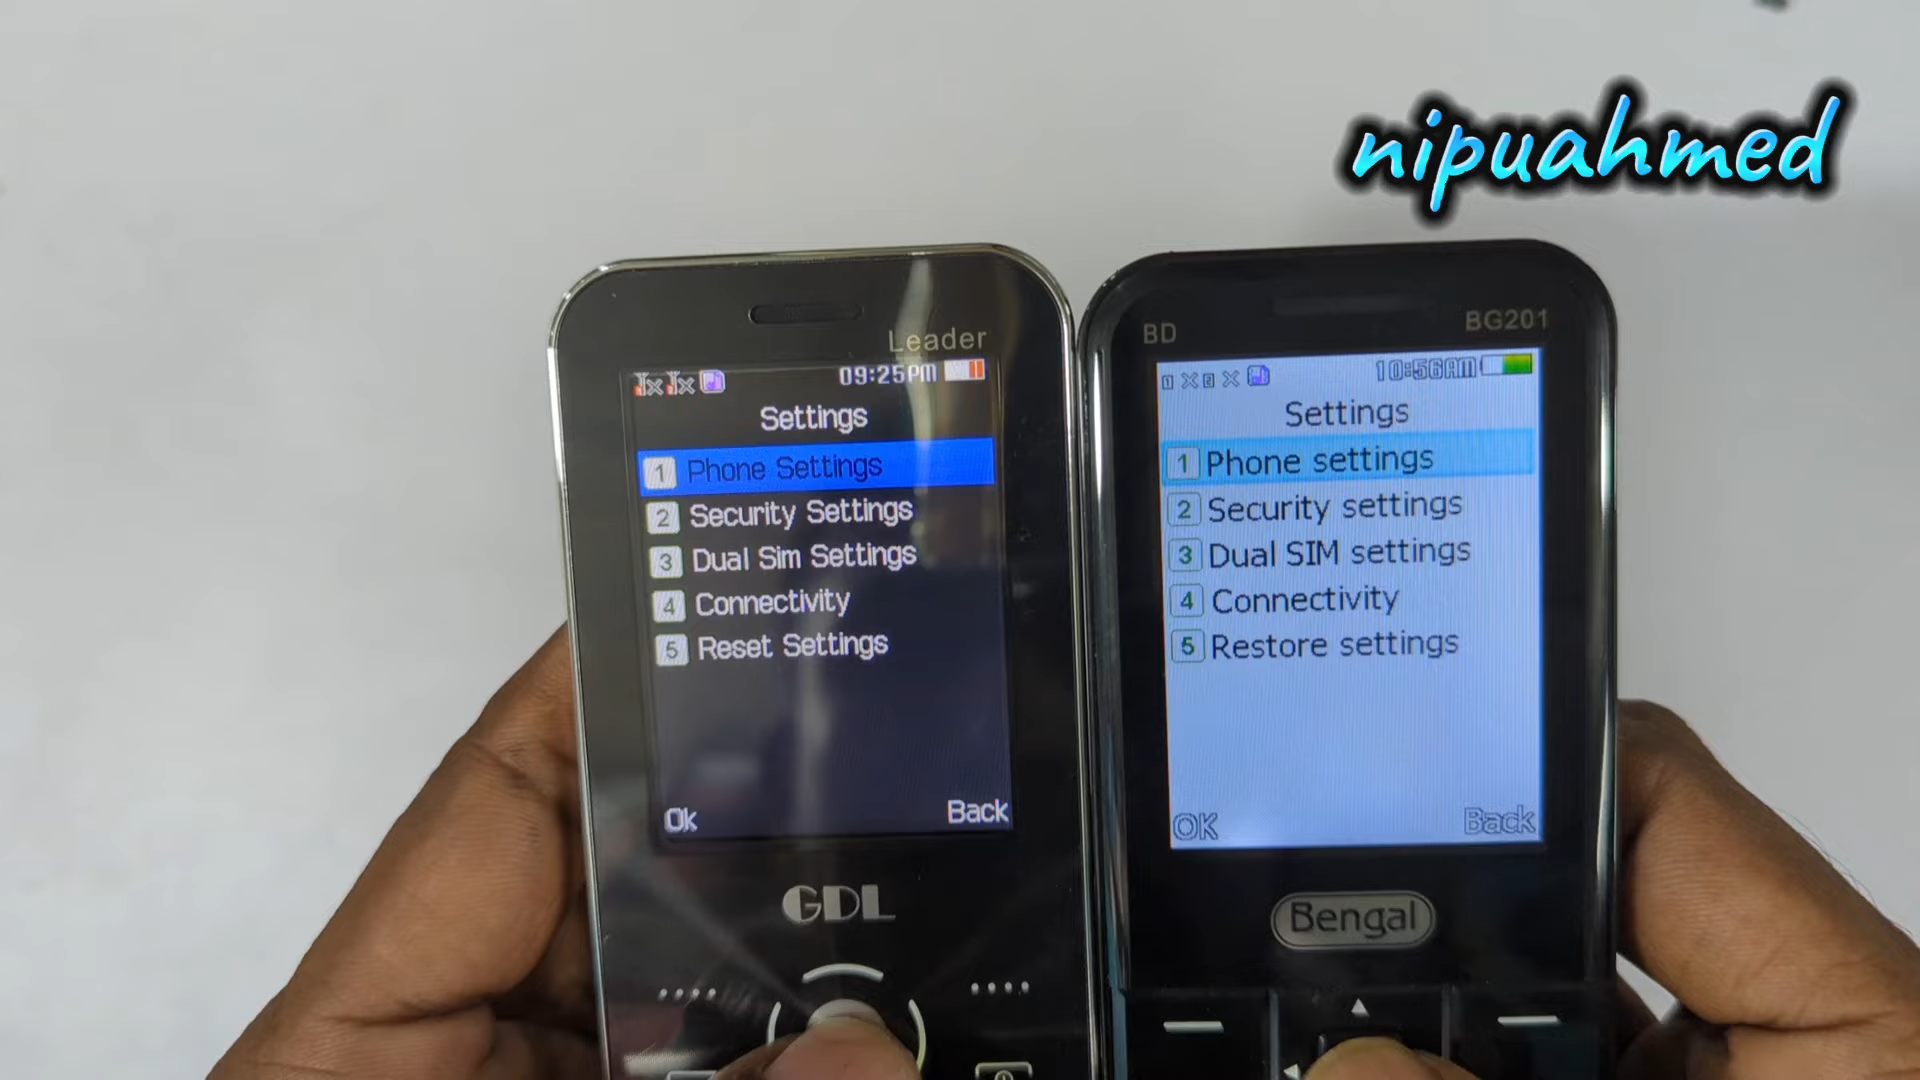 nipuahmed
Leader
09:25PM
Settings
1 Phone Settings
2 Security Settings
3 Dual Sim Settings
4 Connectivity
5 Reset Settings
Ok Back
GDL
BD BG201
10:56AM
Settings
1 Phone settings
2 Security settings
3 Dual SIM settings
4 Connectivity
5 Restore settings
OK Back
Bengal